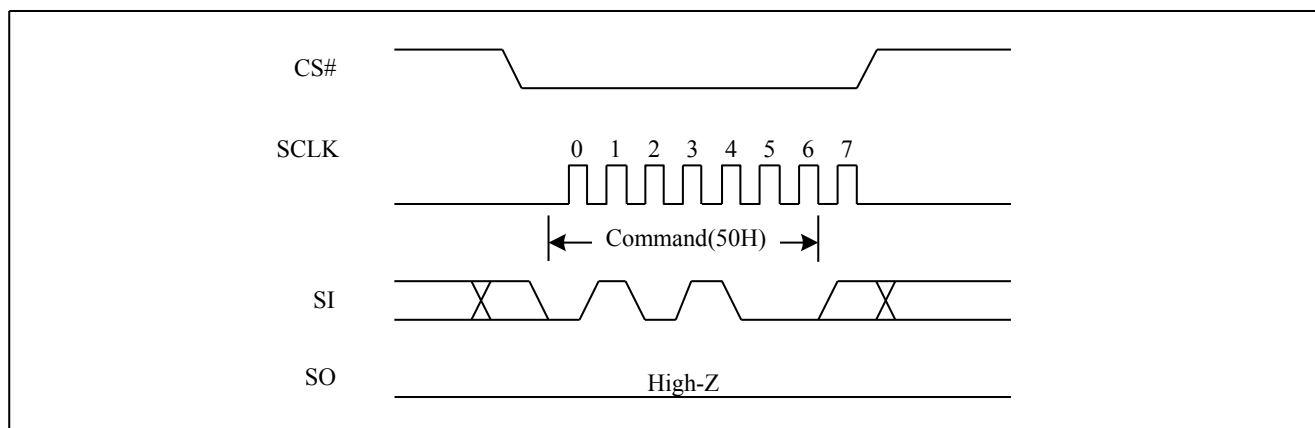 CS#
SCLK
0 1 2 3 4 5 6 7
Command(50H)
SI
SO
High-Z